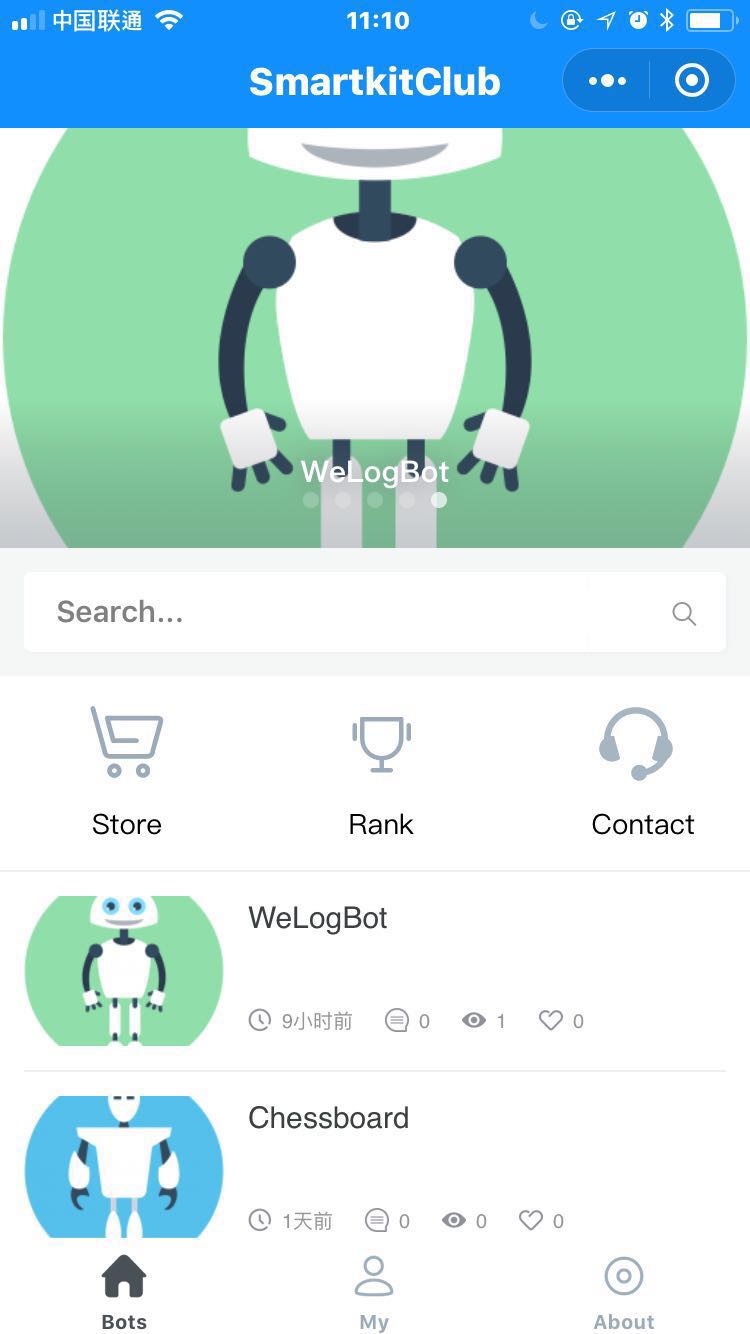 中国联通 11:10
SmartkitClub
WeLogBot
Search...
Store Rank Contact
WeLogBot
9小时前 0 1 0
Chessboard
1天前 0 0 0
Bots My About